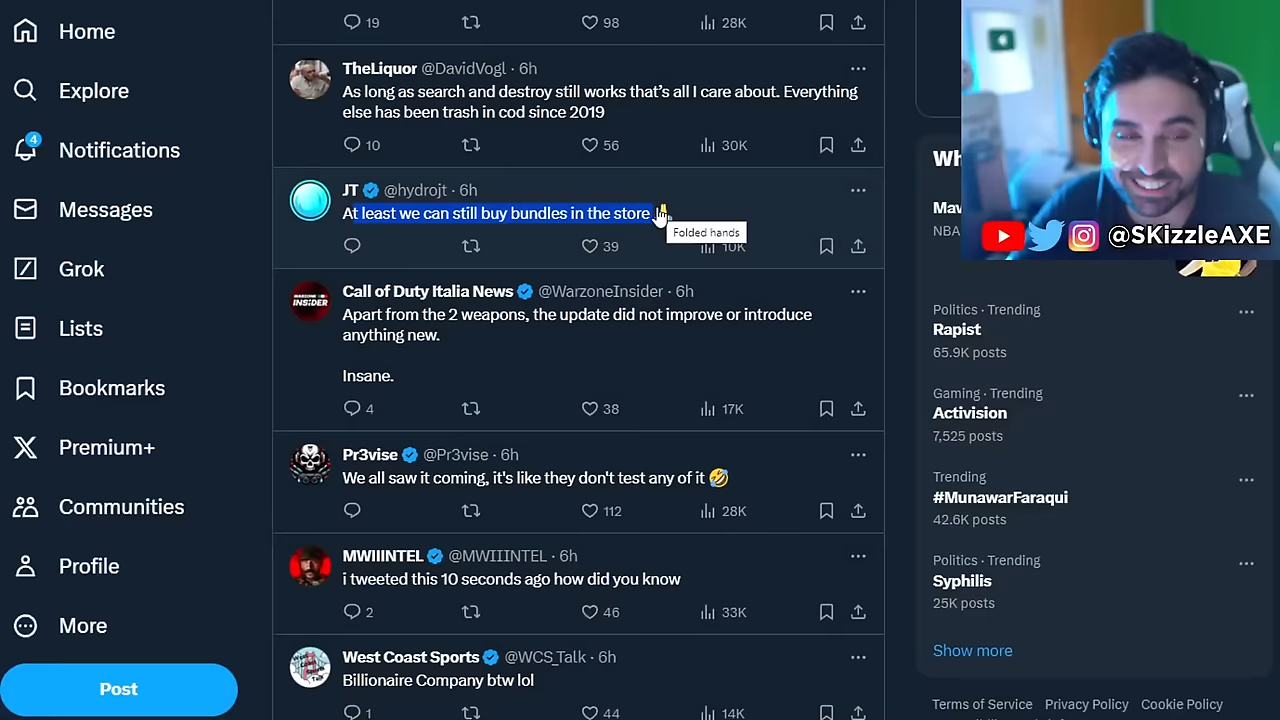 Home
Explore
4
Notifications
Messages
Grok
Lists
Bookmarks
Premium+
Communities
Profile
More
Post
19
98
28K
TheLiquor @DavidVogl · 6h
As long as search and destroy still works that's all I care about. Everything
else has been trash in cod since 2019
10
56
30K
JT @hydrojt · 6h
At least we can still buy bundles in the store
Folded hands
39
10K
Call of Duty Italia News @WarzoneInsider · 6h
Apart from the 2 weapons, the update did not improve or introduce
anything new.
Insane.
4
38
17K
Pr3vise @Pr3vise · 6h
We all saw it coming, it's like they don't test any of it 🤣
112
28K
MWIIINTEL @MWIIINTEL · 6h
i tweeted this 10 seconds ago how did you know
2
46
33K
West Coast Sports @WCS_Talk · 6h
Billionaire Company btw lol
1
44
14K
@SKizzleAXE
Politics · Trending
Rapist
65.9K posts
Gaming · Trending
Activision
7,525 posts
Trending
#MunawarFaraqui
42.6K posts
Politics · Trending
Syphilis
25K posts
Show more
Terms of Service Privacy Policy Cookie Policy